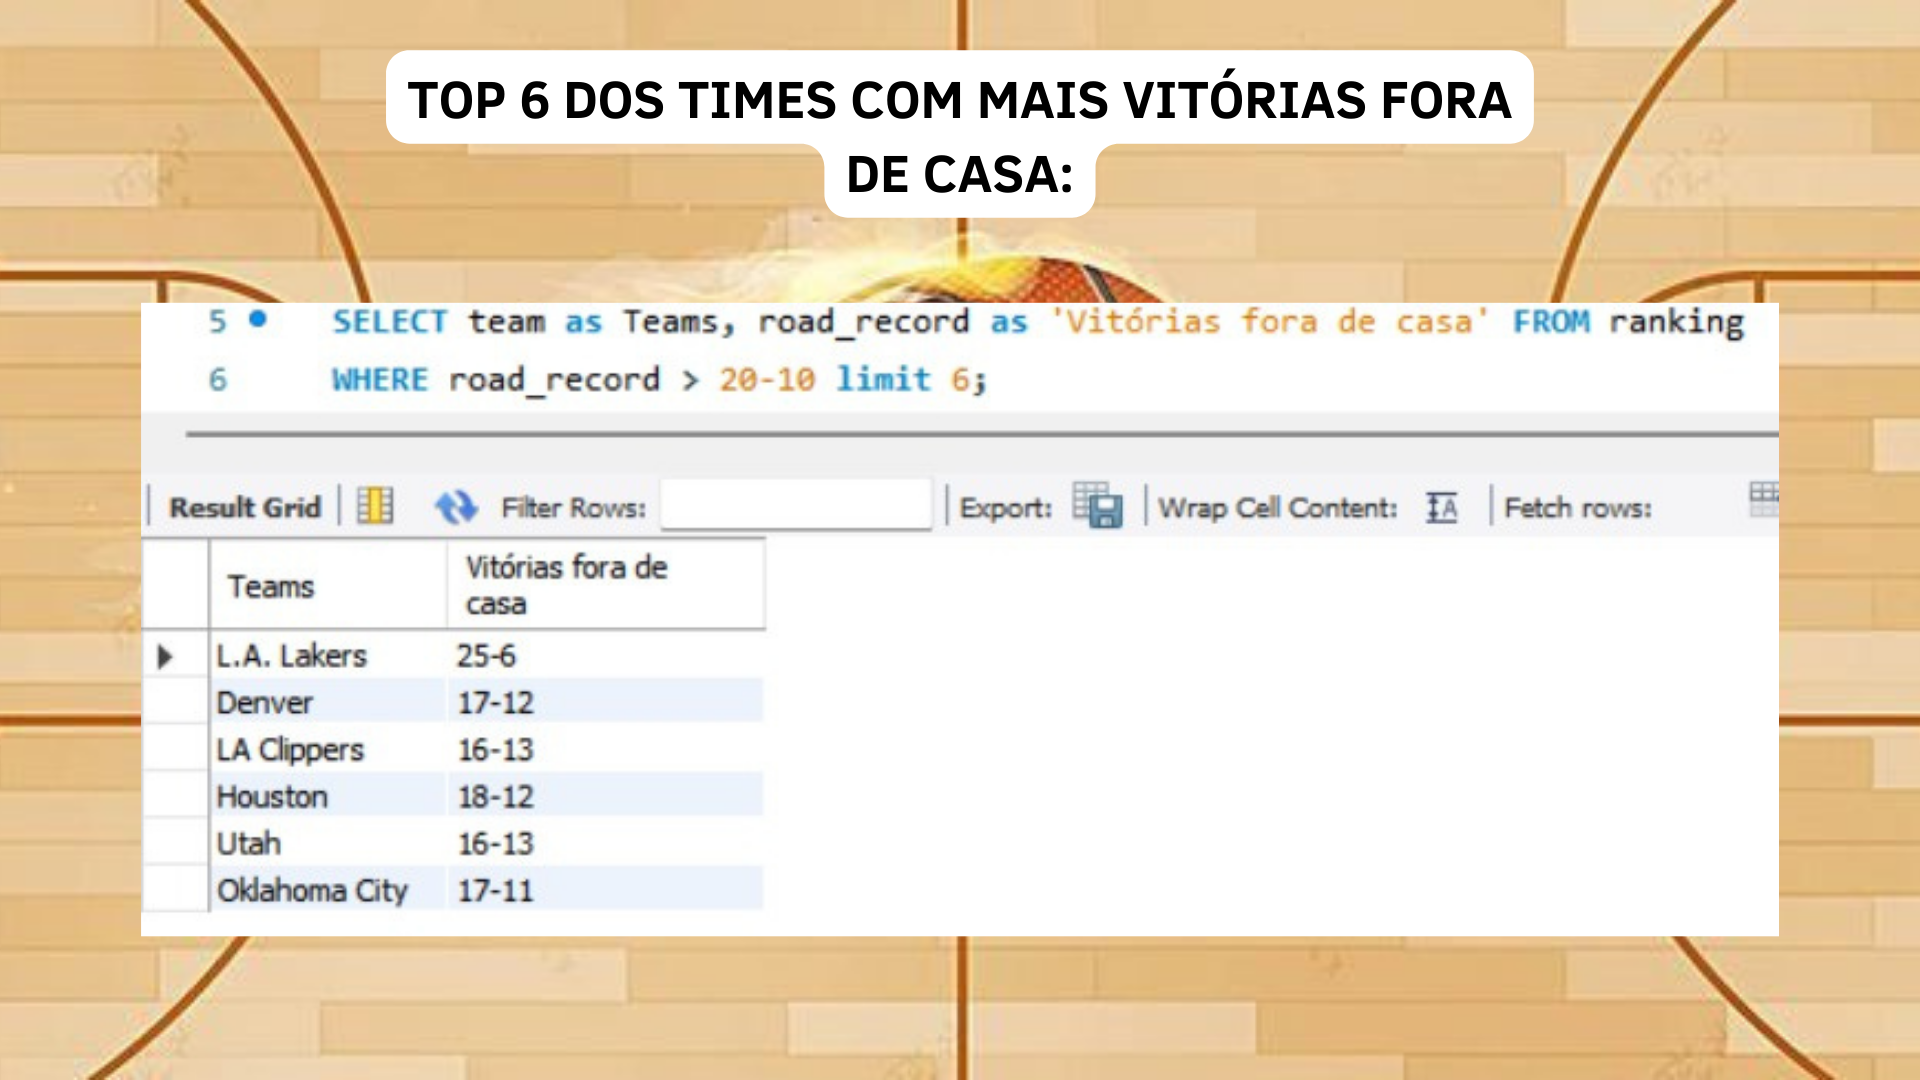 TOP 6 DOS TIMES COM MAIS VITÓRIAS FORA
DE CASA:
5 SELECT team as Teams, road_record as 'Vitórias fora de casa' FROM ranking
6 WHERE road_record > 20-10 limit 6;
Result Grid Filter Rows: Export: Wrap Cell Content: Fetch rows:
Teams Vitórias fora de
casa
L.A. Lakers 25-6
Denver 17-12
LA Clippers 16-13
Houston 18-12
Utah 16-13
Oklahoma City 17-11